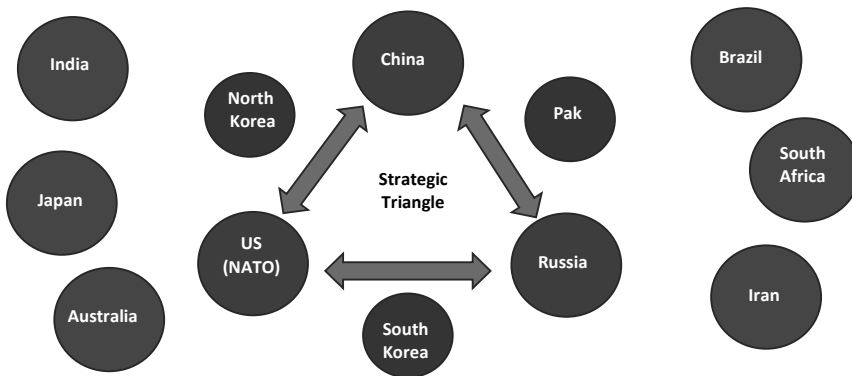 India
China
Brazil
North
Korea
Pak
South
Africa
Strategic
Triangle
Japan
US
(NATO)
Russia
Iran
Australia
South
Korea